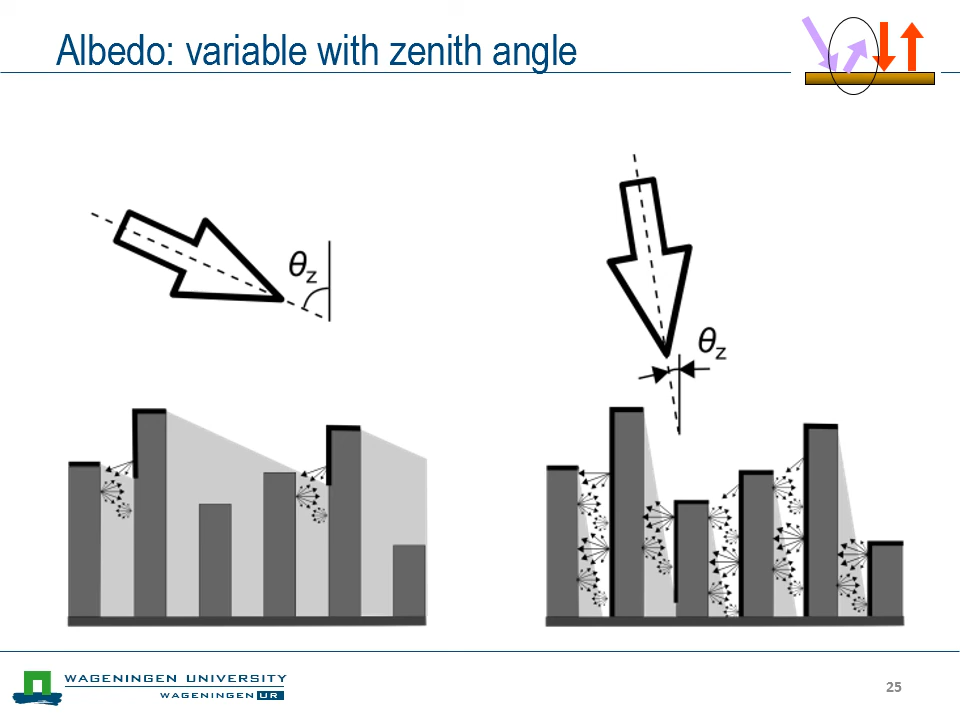 Albedo: variable with zenith angle
θz
θz
WAGENINGEN UNIVERSITY
WAGENINGEN UR
25